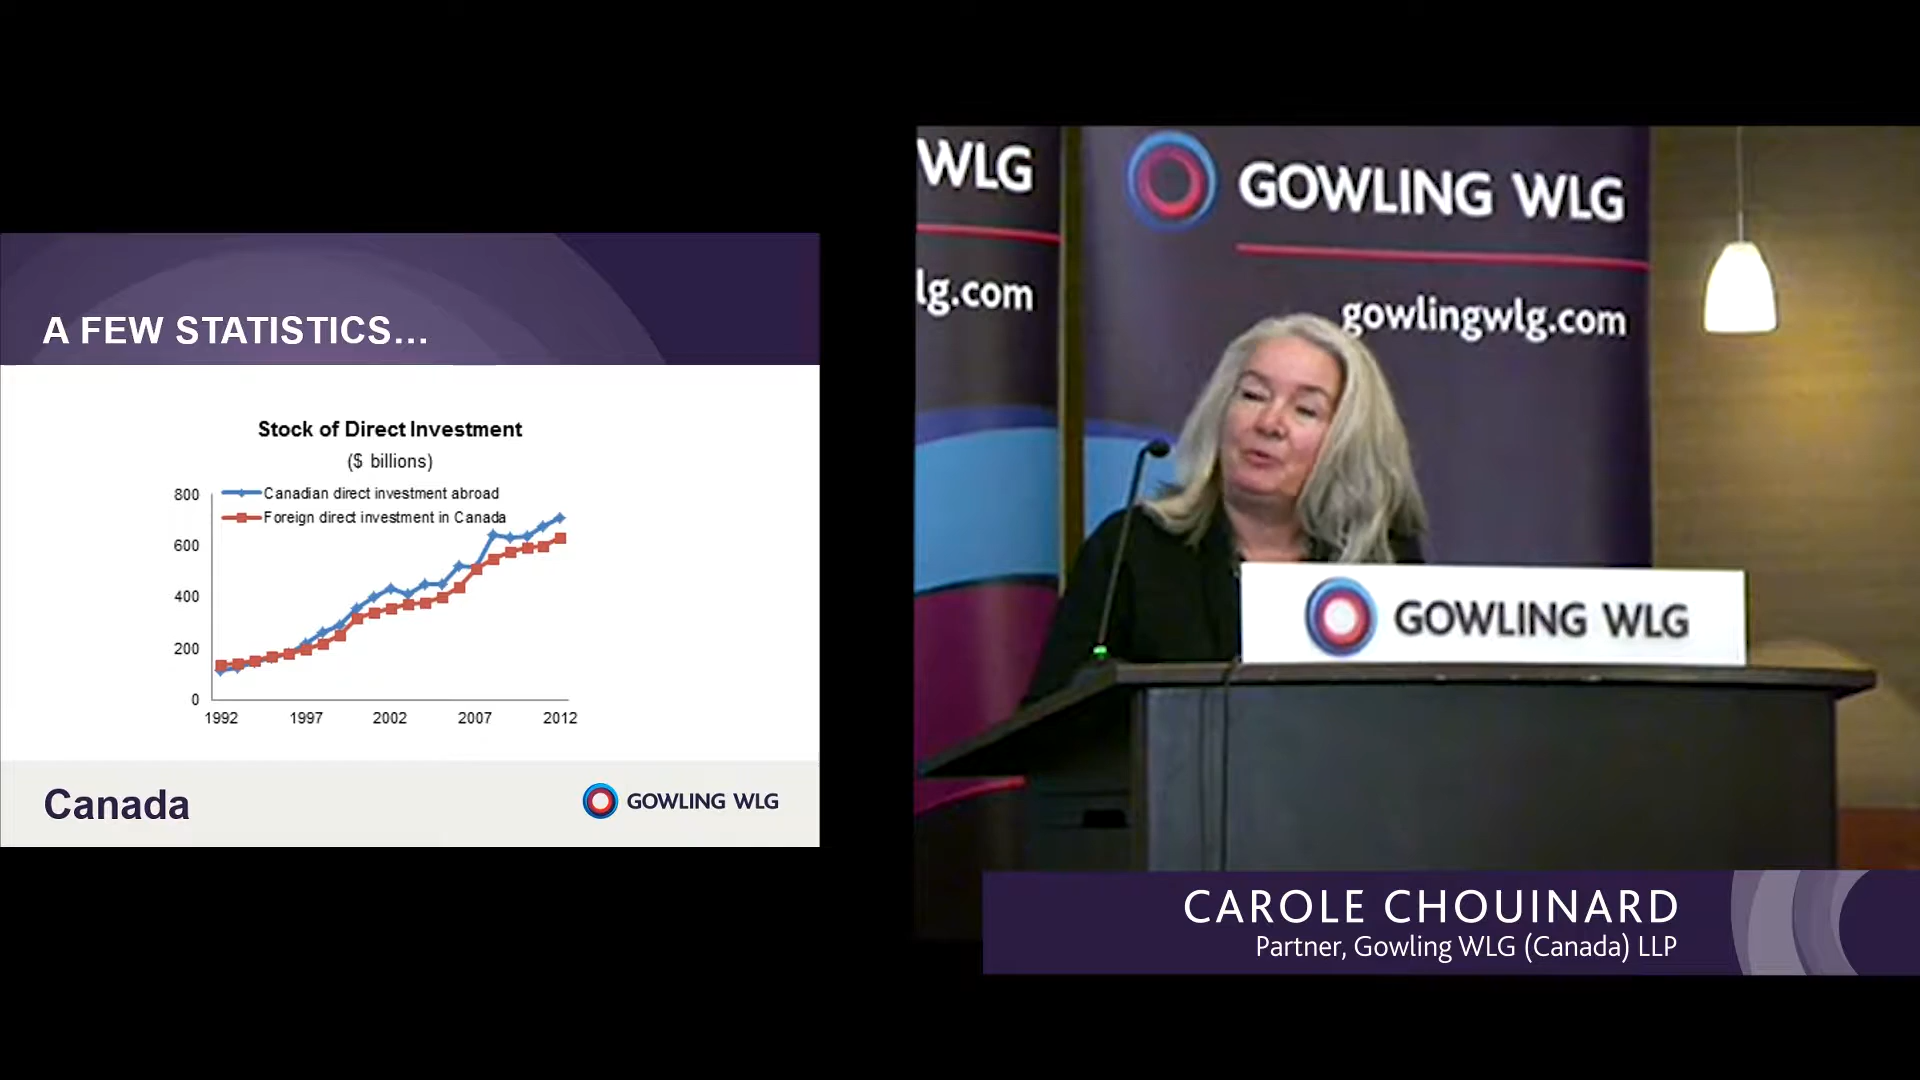 A FEW STATISTICS...
Stock of Direct Investment
($ billions)
Canadian direct investment abroad
Foreign direct investment in Canada
800
600
400
200
0
1992 1997 2002 2007 2012
Canada
GOWLING WLG
WLG
lg.com
GOWLING WLG
gowlingwlg.com
GOWLING WLG
CAROLE CHOUINARD
Partner, Gowling WLG (Canada) LLP